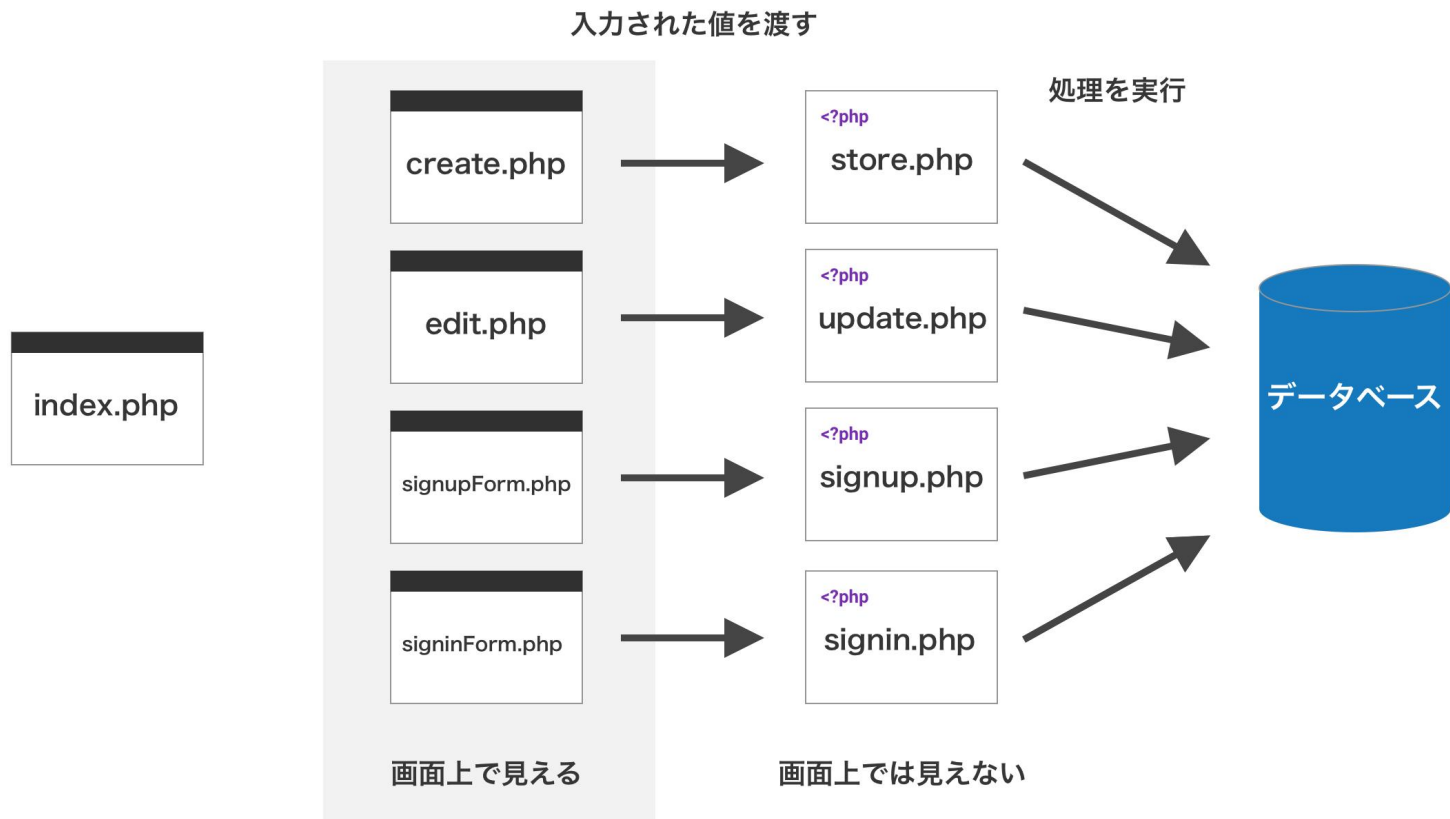 入力された値を渡す
処理を実行
index.php
create.php
<?php
store.php
edit.php
<?php
update.php
signupForm.php
<?php
signup.php
signinForm.php
<?php
signin.php
データベース
画面上で見える
画面上では見えない